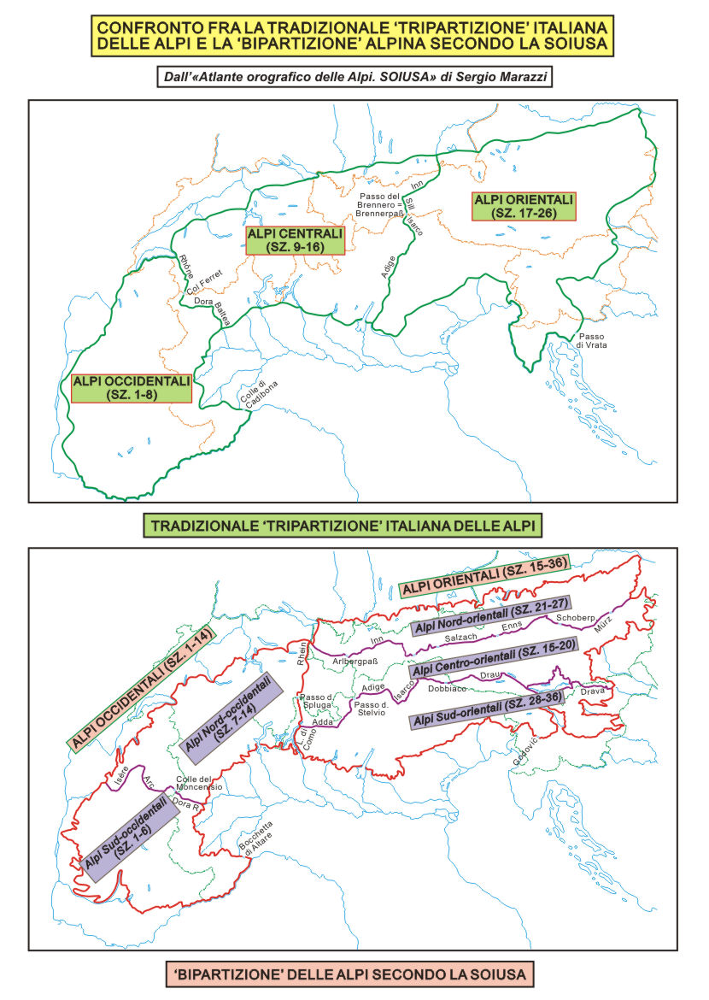 CONFRONTO FRA LA TRADIZIONALE ‘TRIPARTIZIONE’ ITALIANA
DELLE ALPI E LA ‘BIPARTIZIONE’ ALPINA SECONDO LA SOIUSA
Dall’«Atlante orografico delle Alpi. SOIUSA» di Sergio Marazzi
Inn
Passo del
Brennero =
Brennerpaß
Sill
Isarco
ALPI ORIENTALI
(SZ. 17-26)
ALPI CENTRALI
(SZ. 9-16)
Rhône
Col Ferret
Adige
Dora
Baltea
Passo
di Vrata
ALPI OCCIDENTALI
(SZ. 1-8)
Colle di
Cadibona
TRADIZIONALE ‘TRIPARTIZIONE’ ITALIANA DELLE ALPI
ALPI ORIENTALI (SZ. 15-36)
Alpi Nord-orientali (SZ. 21-27)
Schoberp.
Mürz
Enns
Salzach
Inn
ALPI OCCIDENTALI (SZ. 1-14)
Rhein
Arlbergpaß
Alpi Centro-orientali (SZ. 15-20)
Drau
Drava
Dobbiaco
Isarco
Adige
Passo d.
Spluga
Passo d.
Stelvio
Alpi Nord-occidentali
(SZ. 7-14)
Alpi Sud-orientali (SZ. 28-36)
Adda
L. di
Como
Godovič
Isère
Arc
Colle del
Moncenisio
Dora R.
Alpi Sud-occidentali
(SZ. 1-6)
Bocchetta
di Altare
‘BIPARTIZIONE’ DELLE ALPI SECONDO LA SOIUSA